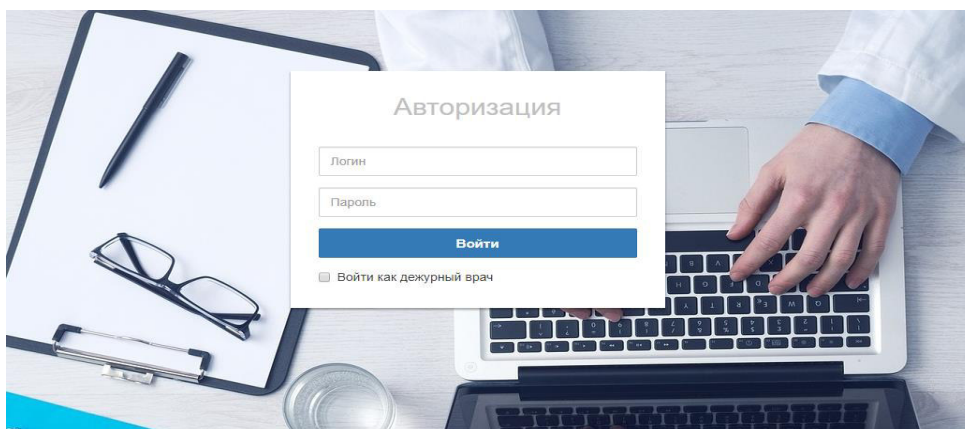 Авторизация
Логин
Пароль
Войти
Войти как дежурный врач